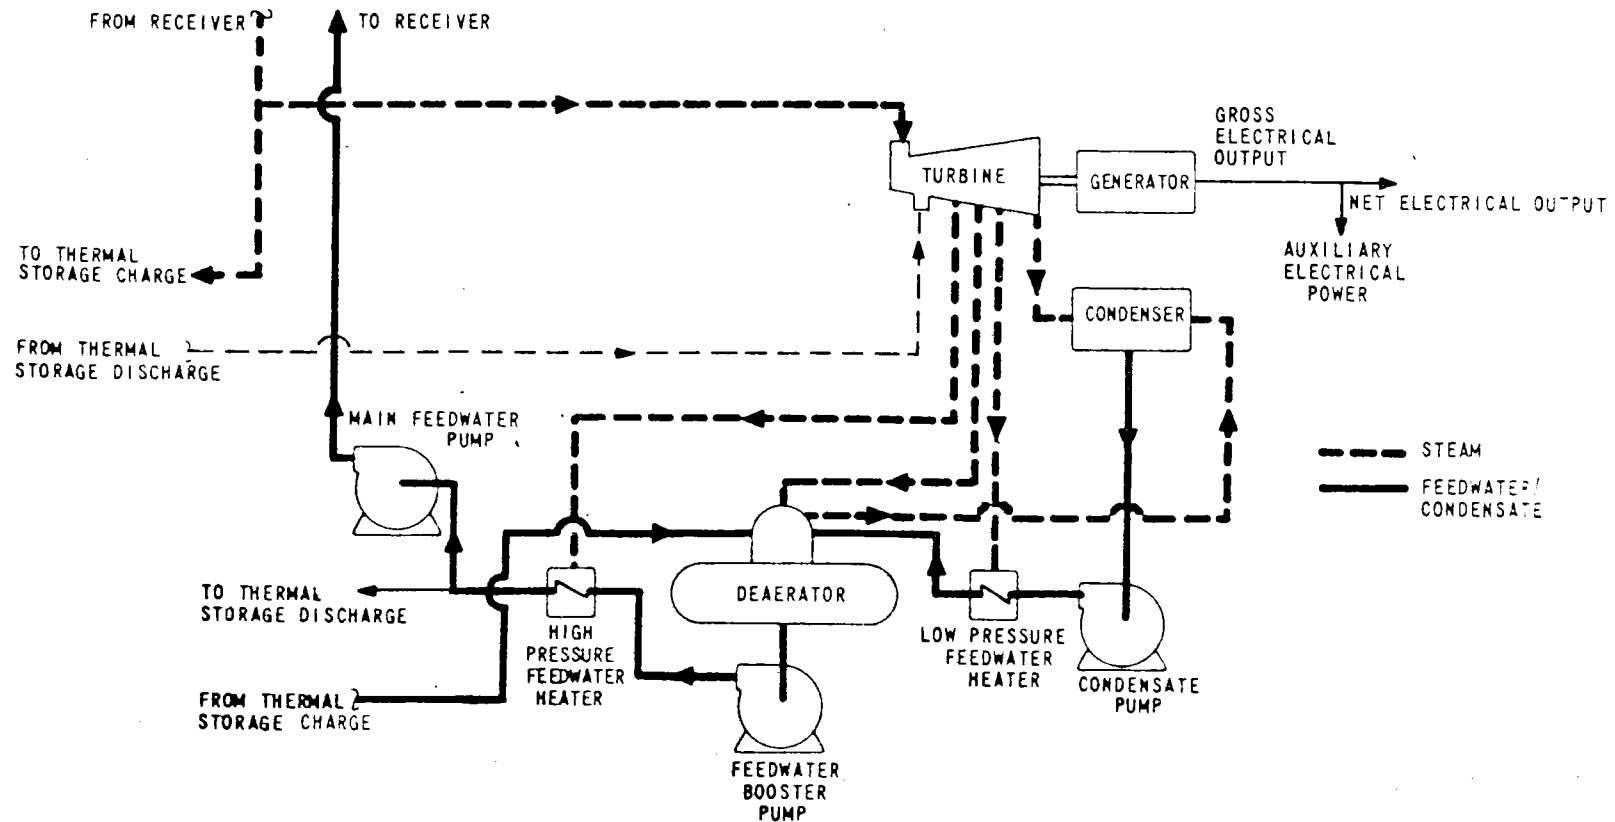 FROM RECEIVER
TO RECEIVER
GROSS
ELECTRICAL
OUTPUT
TURBINE
GENERATOR
NET ELECTRICAL OUTPUT
AUXILIARY
ELECTRICAL
POWER
TO THERMAL
STORAGE CHARGE
CONDENSER
FROM THERMAL
STORAGE DISCHARGE
MAIN FEEDWATER
PUMP
STEAM
FEEDWATER/
CONDENSATE
TO THERMAL
STORAGE DISCHARGE
DEAERATOR
HIGH
PRESSURE
FEEDWATER
HEATER
LOW PRESSURE
FEEDWATER
HEATER
CONDENSATE
PUMP
FROM THERMAL
STORAGE CHARGE
FEEDWATER
BOOSTER
PUMP